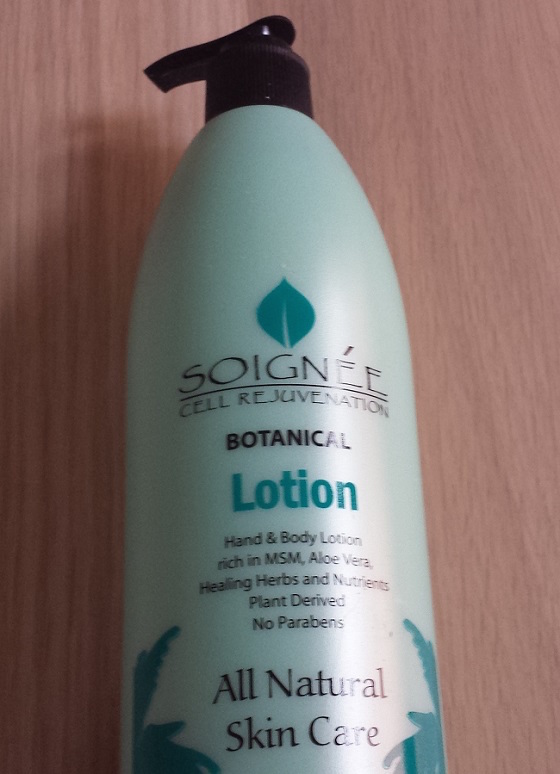 SOIGNÉE
CELL REJUVENATION
BOTANICAL
Lotion
Hand & Body Lotion
rich in MSM, Aloe Vera,
Healing Herbs and Nutrients
Plant Derived
No Parabens
All Natural
Skin Care